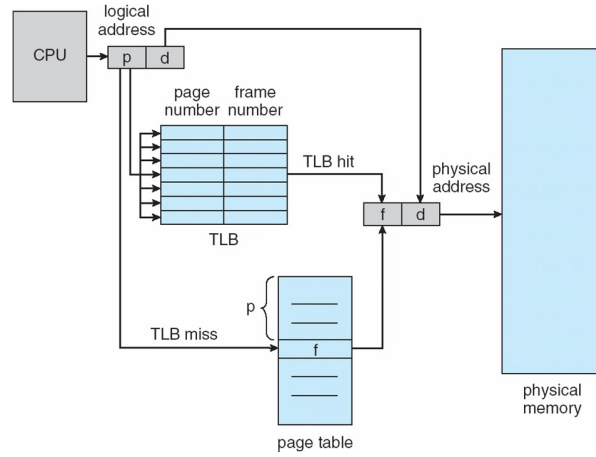 logical
address
CPU
p d
page
number
frame
number
TLB hit
physical
address
f d
TLB
p
TLB miss
f
page table
physical
memory